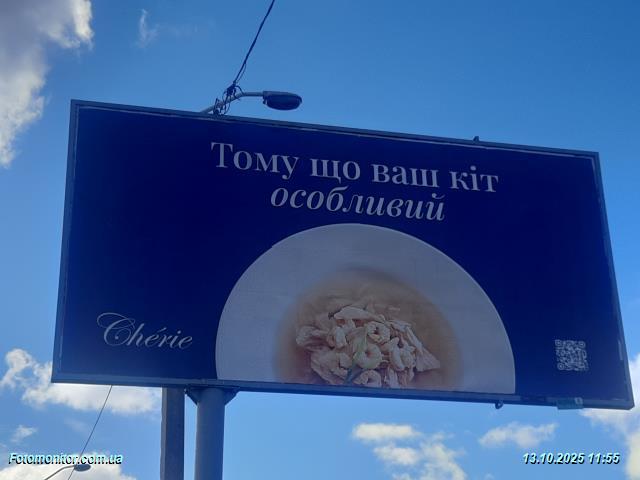 Тому що ваш кіт
особливий
Chérie
Fotomonitor.com.ua
13.10.2025 11:55